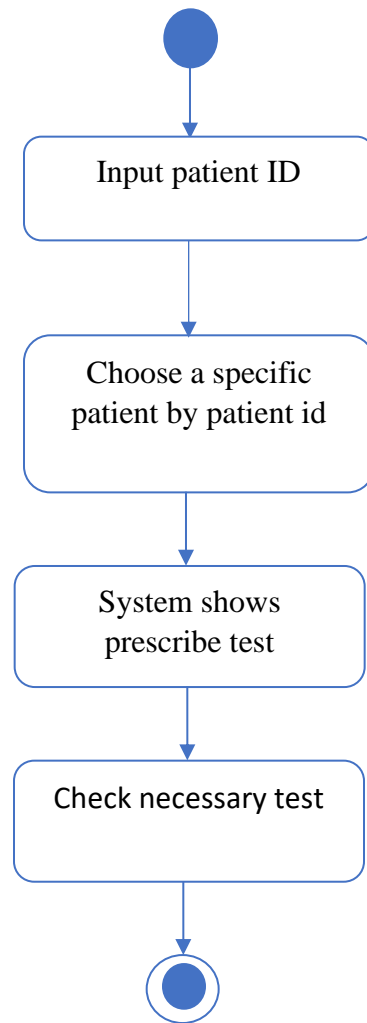 Input patient ID
Choose a specific
patient by patient id
System shows
prescribe test
Check necessary test